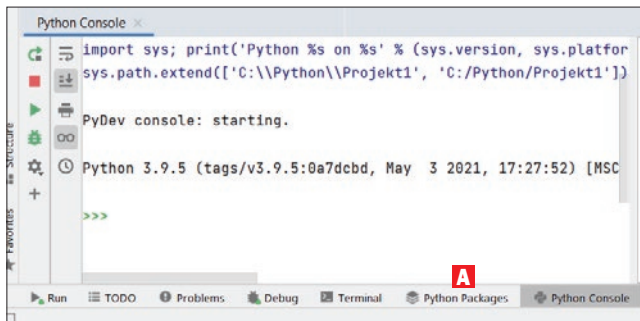 Python Console
import sys; print('Python %s on %s' % (sys.version, sys.platfor
sys.path.extend(['C:\\Python\\Projekt1', 'C:/Python/Projekt1'])
PyDev console: starting.
Python 3.9.5 (tags/v3.9.5:0a7dcbd, May  3 2021, 17:27:52) [MSC
>>>
Structure
Favorites
A
Run TODO Problems Debug Terminal Python Packages Python Console